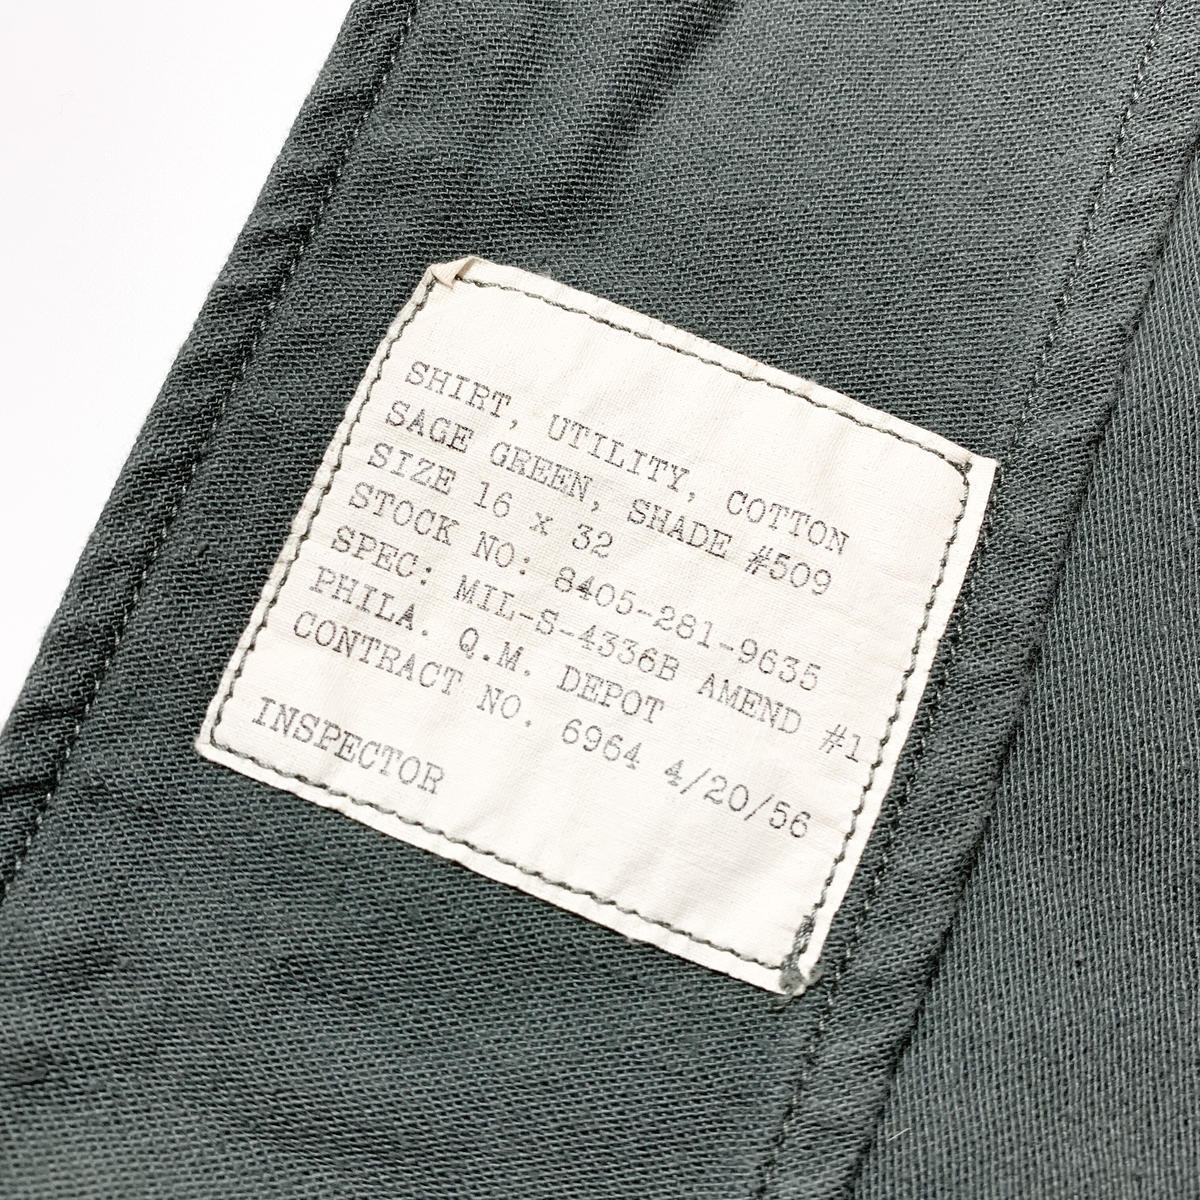 SHIRT, UTILITY, COTTON
SAGE GREEN, SHADE #509
SIZE 16 x 32
STOCK NO: 8405-281-9635
SPEC: MIL-S-4336B AMEND #1
PHILA. Q.M. DEPOT
CONTRACT NO. 6964 4/20/56
INSPECTOR